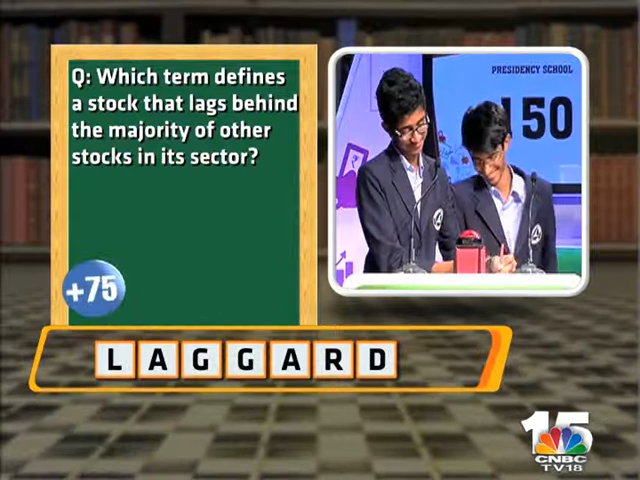 Q: Which term defines
a stock that lags behind
the majority of other
stocks in its sector?
PRESIDENCY SCHOOL
150
+75
LAGGARD
15
CNBC
TV18